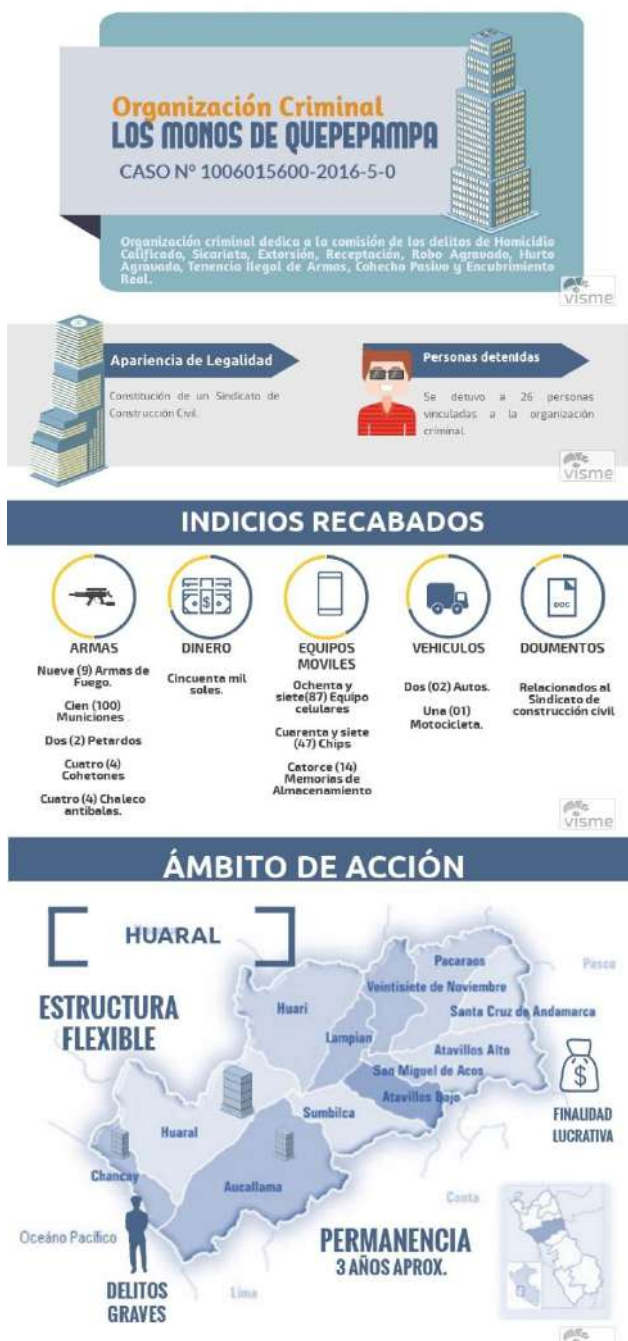 Organización Criminal
LOS MONOS DE QUEPEPAMPA
CASO Nº 1006015600-2016-5-0
Organización criminal dedica a la comisión de los delitos de Homicidio
Calificado, Sicariato, Extorsión, Receptación, Robo Agravado, Hurto
Agravado, Tenencia Ilegal de Armas, Cohecho Pasivo y Encubrimiento
Real.
visme
Apariencia de Legalidad
Constitución de un Sindicato de
Construcción Civil.
Personas detenidas
Se detuvo a 26 personas
vinculadas a la organización
criminal.
visme
INDICIOS RECABADOS
DOC
ARMAS
Nueve (9) Armas de
Fuego.
Cien (100)
Municiones
Dos (2) Petardos
Cuatro (4)
Cohetones
Cuatro (4) Chaleco
antibalas.
DINERO
Cincuenta mil
soles.
EQUIPOS
MOVILES
Ochenta y
siete(87) Equipo
celulares
Cuarenta y siete
(47) Chips
Catorce (14)
Memorias de
Almacenamiento
VEHICULOS
Dos (02) Autos.
Una (01)
Motocicleta.
DOUMENTOS
Relacionados al
Sindicato de
construcción civil
visme
ÁMBITO DE ACCIÓN
HUARAL
ESTRUCTURA
FLEXIBLE
Pacaraos
Pasco
Veintisiete de Noviembre
Huari
Santa Cruz de Andamarca
Lampian
Atavillos Alto
San Miguel de Acos
Atavillos Bajo
Sumbilca
Huaral
FINALIDAD
LUCRATIVA
Chancay
Aucallama
Canta
Oceáno Pacífico
PERMANENCIA
3 AÑOS APROX.
DELITOS
GRAVES
Lima
visme